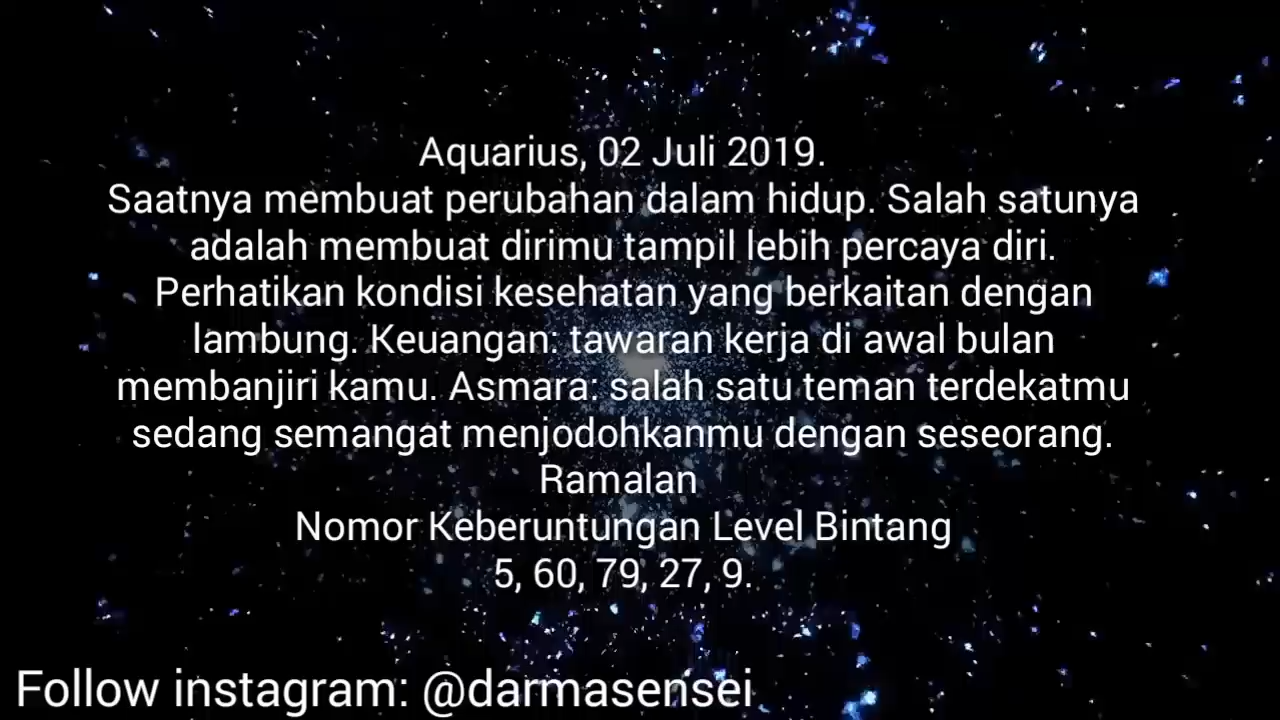 Aquarius, 02 Juli 2019.
Saatnya membuat perubahan dalam hidup. Salah satunya
adalah membuat dirimu tampil lebih percaya diri.
Perhatikan kondisi kesehatan yang berkaitan dengan
lambung. Keuangan: tawaran kerja di awal bulan
membanjiri kamu. Asmara: salah satu teman terdekatmu
sedang semangat menjodohkanmu dengan seseorang.
Ramalan
Nomor Keberuntungan Level Bintang
5, 60, 79, 27, 9.
Follow instagram: @darmasensei